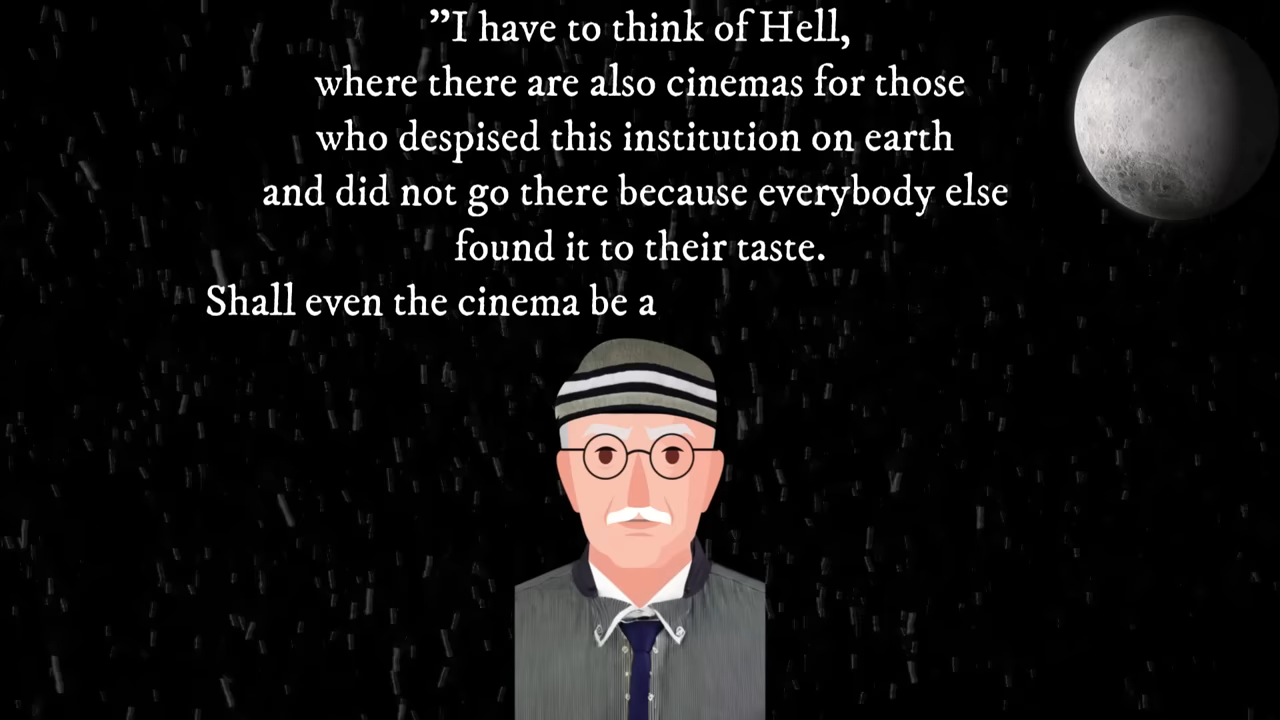 ”I have to think of Hell,
where there are also cinemas for those
who despised this institution on earth
and did not go there because everybody else
found it to their taste.
Shall even the cinema be a